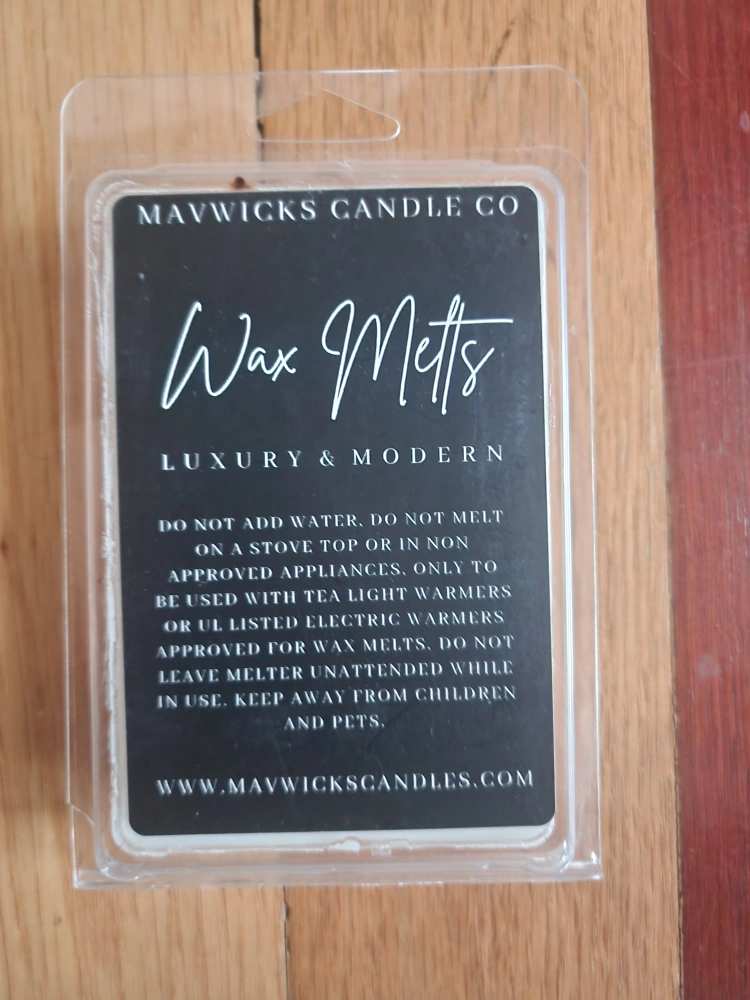 MAVWICKS CANDLE CO
Wax Melts
LUXURY & MODERN
DO NOT ADD WATER. DO NOT MELT
ON A STOVE TOP OR IN NON
APPROVED APPLIANCES. ONLY TO
BE USED WITH TEA LIGHT WARMERS
OR UL LISTED ELECTRIC WARMERS
APPROVED FOR WAX MELTS. DO NOT
LEAVE MELTER UNATTENDED WHILE
IN USE. KEEP AWAY FROM CHILDREN
AND PETS.
WWW.MAVWICKSCANDLES.COM